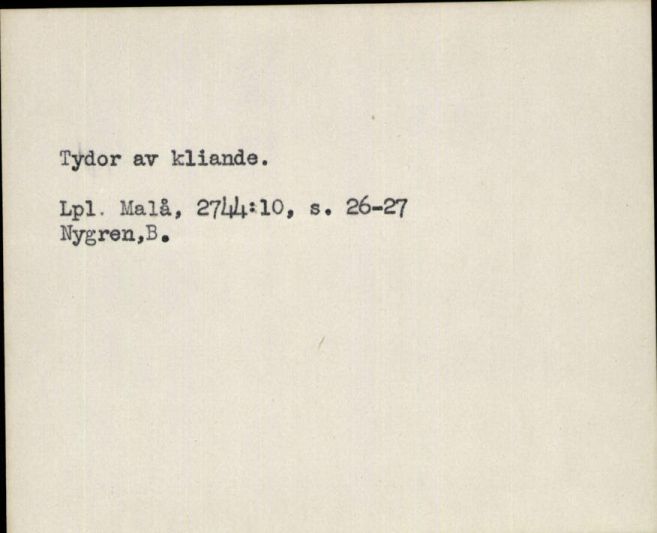 Tydor av kliande.
Lpl. Malå, 2744:10, s. 26-27
Nygren,B.